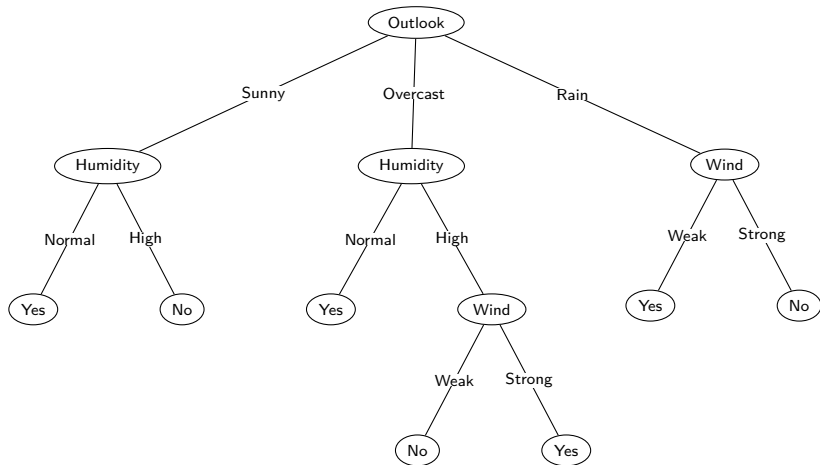 Outlook
Sunny Overcast Rain
Humidity Humidity Wind
Normal High Normal High Weak Strong
Yes No Yes Wind Yes No
Weak Strong
No Yes